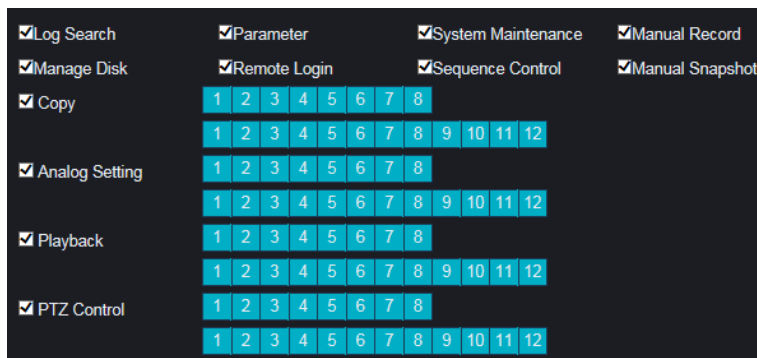 Log Search Parameter System Maintenance Manual Record
Manage Disk Remote Login Sequence Control Manual Snapshot
Copy 1 2 3 4 5 6 7 8
1 2 3 4 5 6 7 8 9 10 11 12
Analog Setting 1 2 3 4 5 6 7 8
1 2 3 4 5 6 7 8 9 10 11 12
Playback 1 2 3 4 5 6 7 8
1 2 3 4 5 6 7 8 9 10 11 12
PTZ Control 1 2 3 4 5 6 7 8
1 2 3 4 5 6 7 8 9 10 11 12